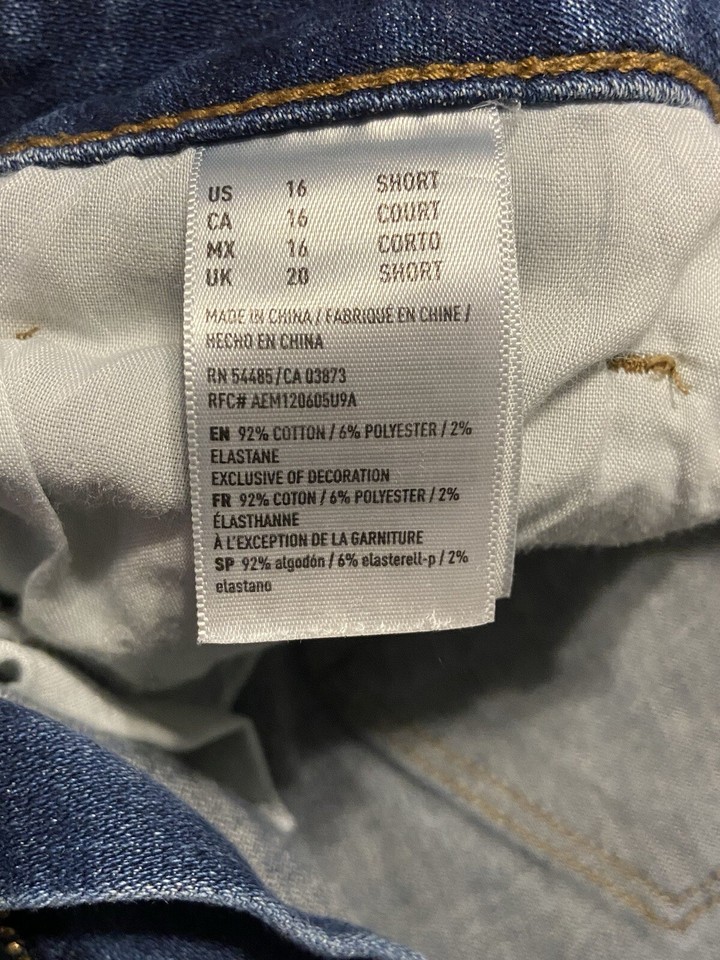 US 16 SHORT
CA 16 COURT
MX 16 CORTO
UK 20 SHORT
MADE IN CHINA / FABRIQUÉ EN CHINE /
HECHO EN CHINA
RN 54485 / CA 03873
RFC# AEM120605U9A
EN 92% COTTON / 6% POLYESTER / 2%
ELASTANE
EXCLUSIVE OF DECORATION
FR 92% COTON / 6% POLYESTER / 2%
ÉLASTHANNE
À L'EXCEPTION DE LA GARNITURE
SP 92% algodón / 6% elasterell-p / 2%
elastano